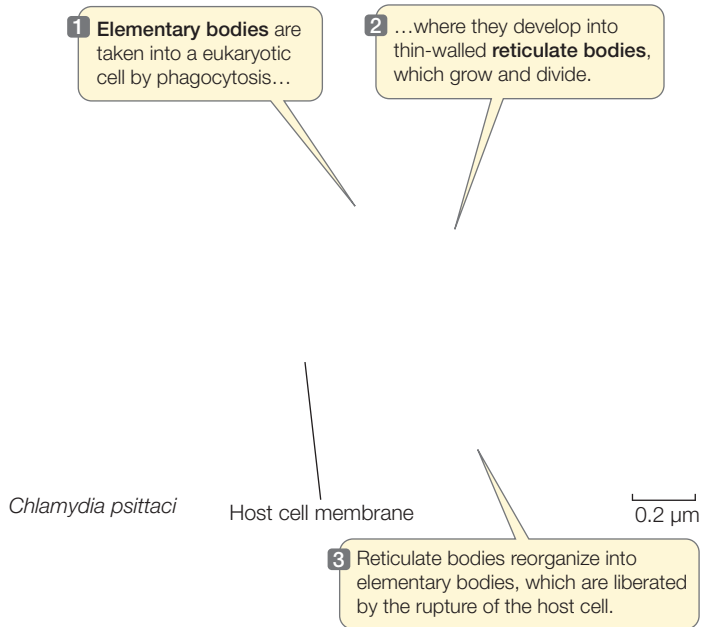 1 Elementary bodies are
taken into a eukaryotic
cell by phagocytosis…
2 …where they develop into
thin-walled reticulate bodies,
which grow and divide.
Chlamydia psittaci
Host cell membrane
0.2 µm
3 Reticulate bodies reorganize into
elementary bodies, which are liberated
by the rupture of the host cell.